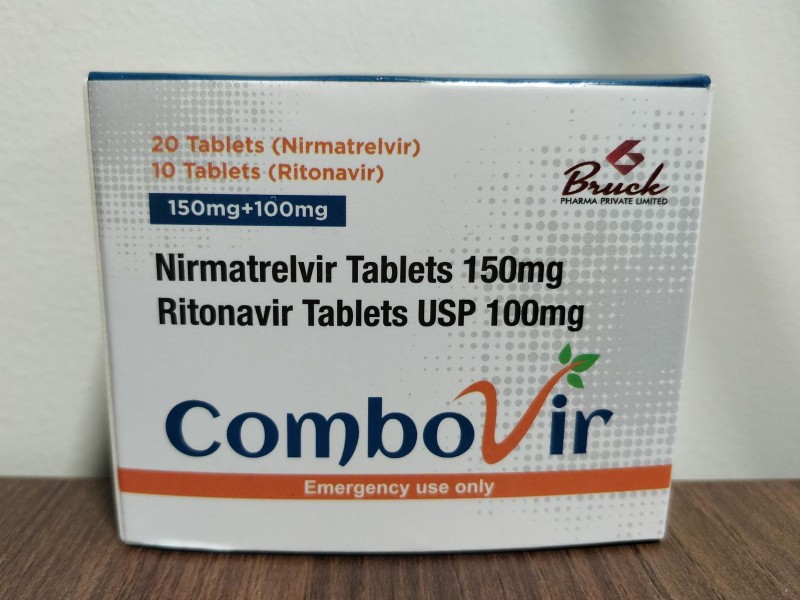 20 Tablets (Nirmatrelvir)
10 Tablets (Ritonavir)
150mg+100mg
Bruck
PHARMA PRIVATE LIMITED
Nirmatrelvir Tablets 150mg
Ritonavir Tablets USP 100mg
ComboVir
Emergency use only